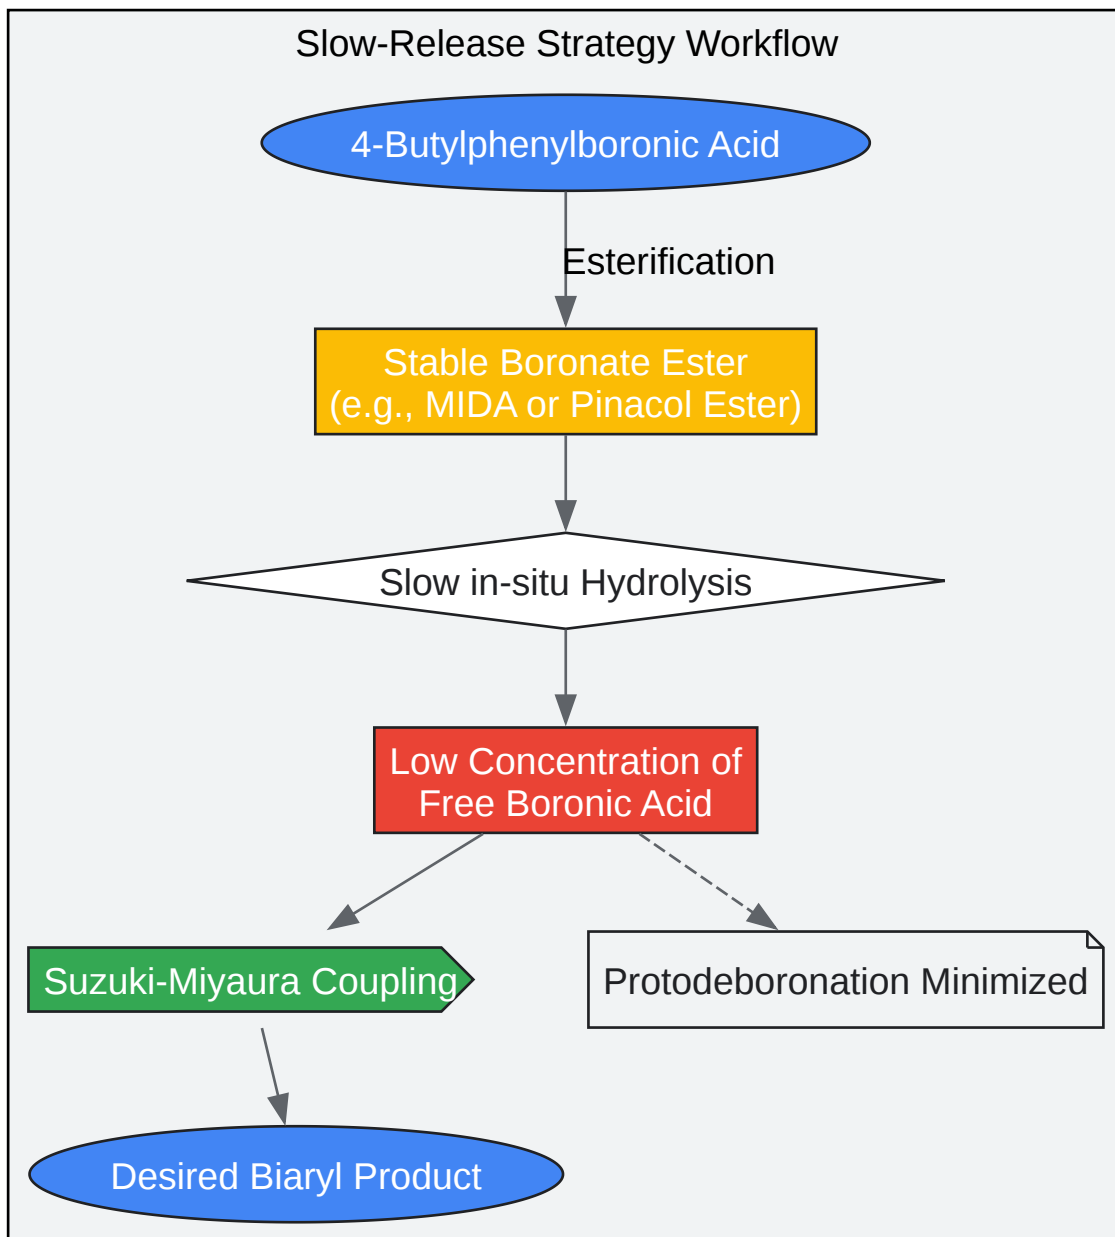 Slow-Release Strategy Workflow
4-Butylphenylboronic Acid
Esterification
Stable Boronate Ester
(e.g., MIDA or Pinacol Ester)
Slow in-situ Hydrolysis
Low Concentration of
Free Boronic Acid
Suzuki-Miyaura Coupling
Protodeboronation Minimized
Desired Biaryl Product